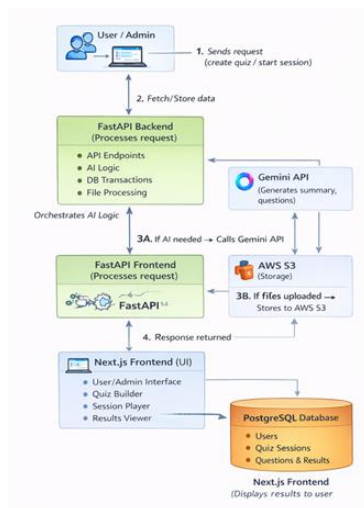 User / Admin
1. Sends request
(create quiz / start session)
2. Fetch/Store data
FastAPI Backend
(Processes request)
• API Endpoints
• AI Logic
• DB Transactions
• File Processing
Gemini API
(Generates summary,
questions)
Orchestrates AI Logic
3A. If AI needed → Calls Gemini API
FastAPI Frontend
(Processes request)
FastAPI
AWS S3
(Storage)
3B. If files uploaded →
Stores to AWS S3
4. Response returned
Next.js Frontend (UI)
• User/Admin Interface
• Quiz Builder
• Session Player
• Results Viewer
PostgreSQL Database
• Users
• Quiz Sessions
• Questions & Results
Next.js Frontend
(Displays results to user